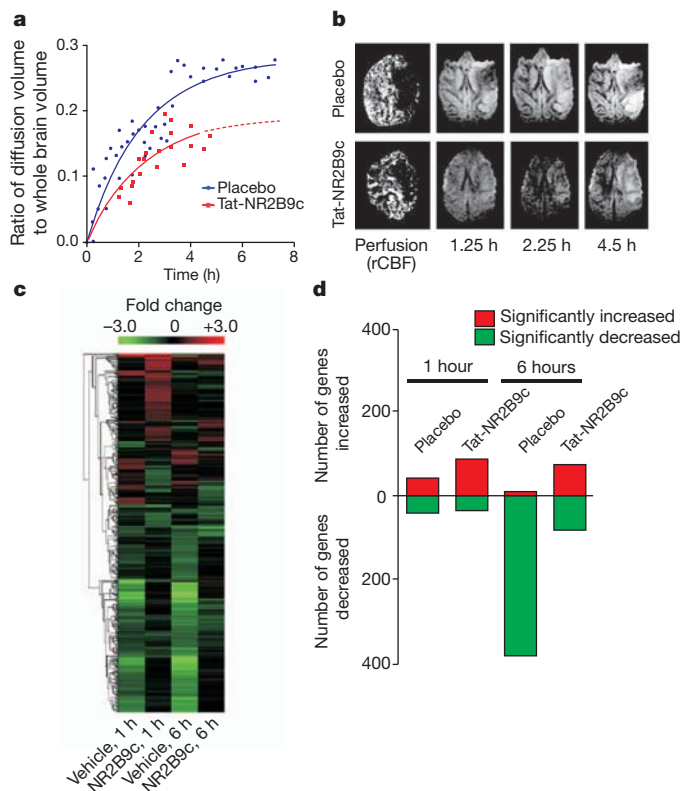 a
0.3
0.2
0.1
0.0
Ratio of diffusion volume
to whole brain volume
Placebo
Tat-NR2B9c
0
2
4
6
8
Time (h)
b
Placebo
Tat-NR2B9c
Perfusion
(rCBF)
1.25 h
2.25 h
4.5 h
c
Fold change
–3.0
0
+3.0
Vehicle, 1 h
NR2B9c, 1 h
Vehicle, 6 h
NR2B9c, 6 h
d
Significantly increased
Significantly decreased
400
200
0
200
400
Number of genes
increased
Number of genes
decreased
1 hour
6 hours
Placebo
Tat-NR2B9c
Placebo
Tat-NR2B9c